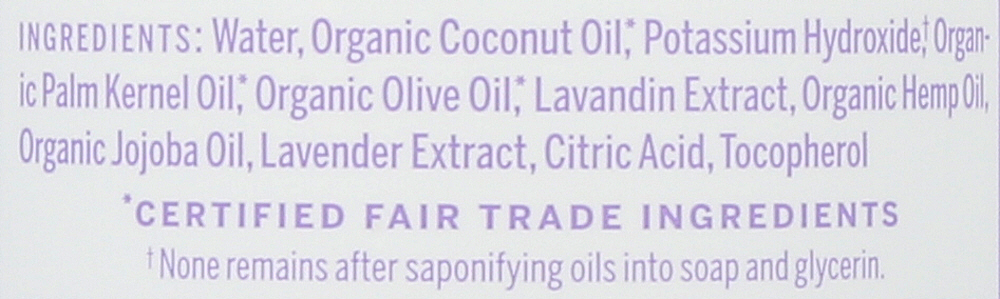 INGREDIENTS: Water, Organic Coconut Oil,* Potassium Hydroxide,† Organ-
ic Palm Kernel Oil,* Organic Olive Oil,* Lavandin Extract, Organic Hemp Oil,
Organic Jojoba Oil, Lavender Extract, Citric Acid, Tocopherol
*CERTIFIED FAIR TRADE INGREDIENTS
†None remains after saponifying oils into soap and glycerin.